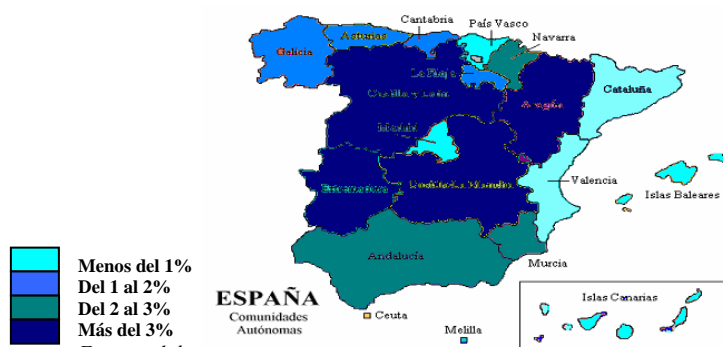 Cantabria
País Vasco
Asturias
Navarra
Galicia
La Rioja
Cataluña
Castilla y León
Aragón
Madrid
Valencia
Extremadura
Castilla-La Mancha
Islas Baleares
Andalucía
Murcia
Menos del 1%
Del 1 al 2%
Del 2 al 3%
Más del 3%
ESPAÑA
Comunidades
Autónomas
Ceuta
Melilla
Islas Canarias